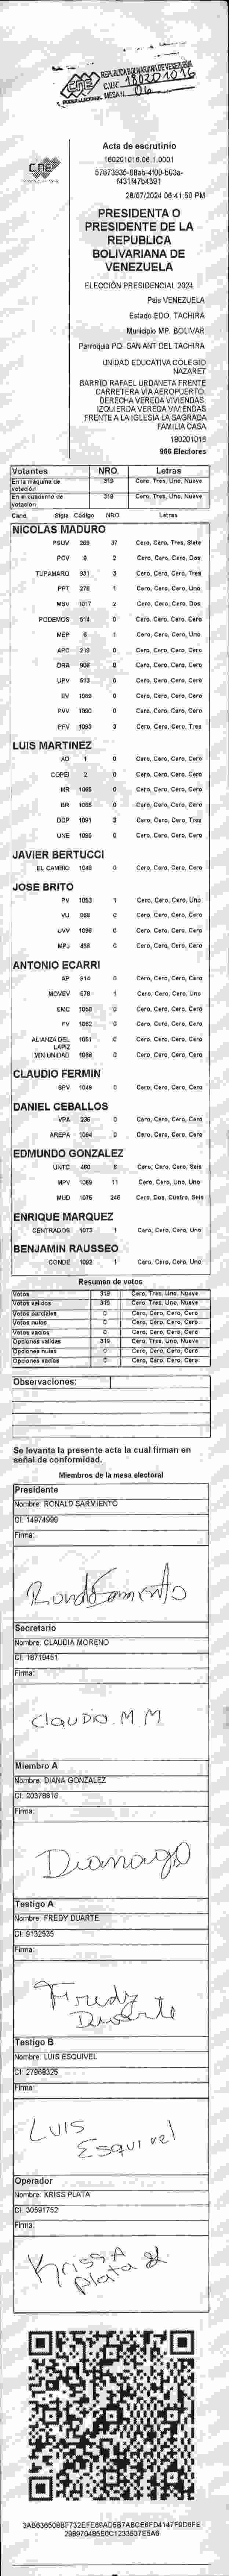 REPUBLICA BOLIVARIANA DE VENEZUELA
CNE
C.V.N: 180201016
PODER ELECTORAL MESA N. 06
CNE
Acta de escrutinio
180201016.06.1.0001
57673935-08ab-4f00-b03a-
f431f47b4391
28/07/2024 06:41:50 PM
PRESIDENTA O
PRESIDENTE DE LA
REPUBLICA
BOLIVARIANA DE
VENEZUELA
ELECCIÓN PRESIDENCIAL 2024
País VENEZUELA
Estado EDO. TACHIRA
Municipio MP. BOLIVAR
Parroquia PQ. SAN ANT DEL TACHIRA
UNIDAD EDUCATIVA COLEGIO
NAZARET
BARRIO RAFAEL URDANETA FRENTE
CARRETERA VÍA AEROPUERTO.
DERECHA VEREDA VIVIENDAS.
IZQUIERDA VEREDA VIVIENDAS
FRENTE A LA IGLESIA LA SAGRADA
FAMILIA CASA
180201016
966 Electores
Votantes NRO. Letras
En la máquina de votación 319 Cero, Tres, Uno, Nueve
En el cuaderno de votación 319 Cero, Tres, Uno, Nueve
Cand. Sigla Código NRO. Letras
NICOLAS MADURO
PSUV 269 37 Cero, Cero, Tres, Siete
PCV 9 2 Cero, Cero, Cero, Dos
TUPAMARO 931 3 Cero, Cero, Cero, Tres
PPT 276 1 Cero, Cero, Cero, Uno
MSV 1017 2 Cero, Cero, Cero, Dos
PODEMOS 514 0 Cero, Cero, Cero, Cero
MEP 6 1 Cero, Cero, Cero, Uno
APC 219 0 Cero, Cero, Cero, Cero
ORA 906 0 Cero, Cero, Cero, Cero
UPV 513 0 Cero, Cero, Cero, Cero
EV 1089 0 Cero, Cero, Cero, Cero
PVV 1090 0 Cero, Cero, Cero, Cero
PFV 1093 3 Cero, Cero, Cero, Tres
LUIS MARTINEZ
AD 1 0 Cero, Cero, Cero, Cero
COPEI 2 0 Cero, Cero, Cero, Cero
MR 1066 0 Cero, Cero, Cero, Cero
BR 1065 0 Cero, Cero, Cero, Cero
DDP 1091 3 Cero, Cero, Cero, Tres
UNE 1095 0 Cero, Cero, Cero, Cero
JAVIER BERTUCCI
EL CAMBIO 1048 0 Cero, Cero, Cero, Cero
JOSE BRITO
PV 1053 1 Cero, Cero, Cero, Uno
VU 968 0 Cero, Cero, Cero, Cero
UVV 1096 0 Cero, Cero, Cero, Cero
MPJ 458 0 Cero, Cero, Cero, Cero
ANTONIO ECARRI
AP 914 0 Cero, Cero, Cero, Cero
MOVEV 678 1 Cero, Cero, Cero, Uno
CMC 1050 0 Cero, Cero, Cero, Cero
FV 1062 0 Cero, Cero, Cero, Cero
ALIANZA DEL LÁPIZ 1051 0 Cero, Cero, Cero, Cero
MIN UNIDAD 1068 0 Cero, Cero, Cero, Cero
CLAUDIO FERMIN
SPV 1049 0 Cero, Cero, Cero, Cero
DANIEL CEBALLOS
VPA 236 0 Cero, Cero, Cero, Cero
AREPA 1094 0 Cero, Cero, Cero, Cero
EDMUNDO GONZALEZ
UNTC 460 6 Cero, Cero, Cero, Seis
MPV 1069 11 Cero, Cero, Uno, Uno
MUD 1076 246 Cero, Dos, Cuatro, Seis
ENRIQUE MARQUEZ
CENTRADOS 1073 1 Cero, Cero, Cero, Uno
BENJAMIN RAUSSEO
CONDE 1092 1 Cero, Cero, Cero, Uno
Resumen de votos
Votos 319 Cero, Tres, Uno, Nueve
Votos válidos 319 Cero, Tres, Uno, Nueve
Votos parciales 0 Cero, Cero, Cero, Cero
Votos nulos 0 Cero, Cero, Cero, Cero
Votos vacíos 0 Cero, Cero, Cero, Cero
Opciones válidas 319 Cero, Tres, Uno, Nueve
Opciones nulas 0 Cero, Cero, Cero, Cero
Opciones vacías 0 Cero, Cero, Cero, Cero
Observaciones:
Se levanta la presente acta la cual firman en
señal de conformidad.
Miembros de la mesa electoral
Presidente
Nombre: RONALD SARMIENTO
CI: 14974999
Firma:
Ronald Sarmiento
Secretario
Nombre: CLAUDIA MORENO
CI: 18719451
Firma:
Claudia. M M
Miembro A
Nombre: DIANA GONZALEZ
CI: 20378816
Firma:
Dianago
Testigo A
Nombre: FREDY DUARTE
CI: 9132535
Firma:
Fredy
Duarte
Testigo B
Nombre: LUIS ESQUIVEL
CI: 27968325
Firma:
LUIS
Esquivel
Operador
Nombre: KRISS PLATA
CI: 30591752
Firma:
KrissA
Plata
3AB636508BF732EFE69AD5B7ABCE8FD4147F9D6FE
28B9704B5E0C1233537E5A6